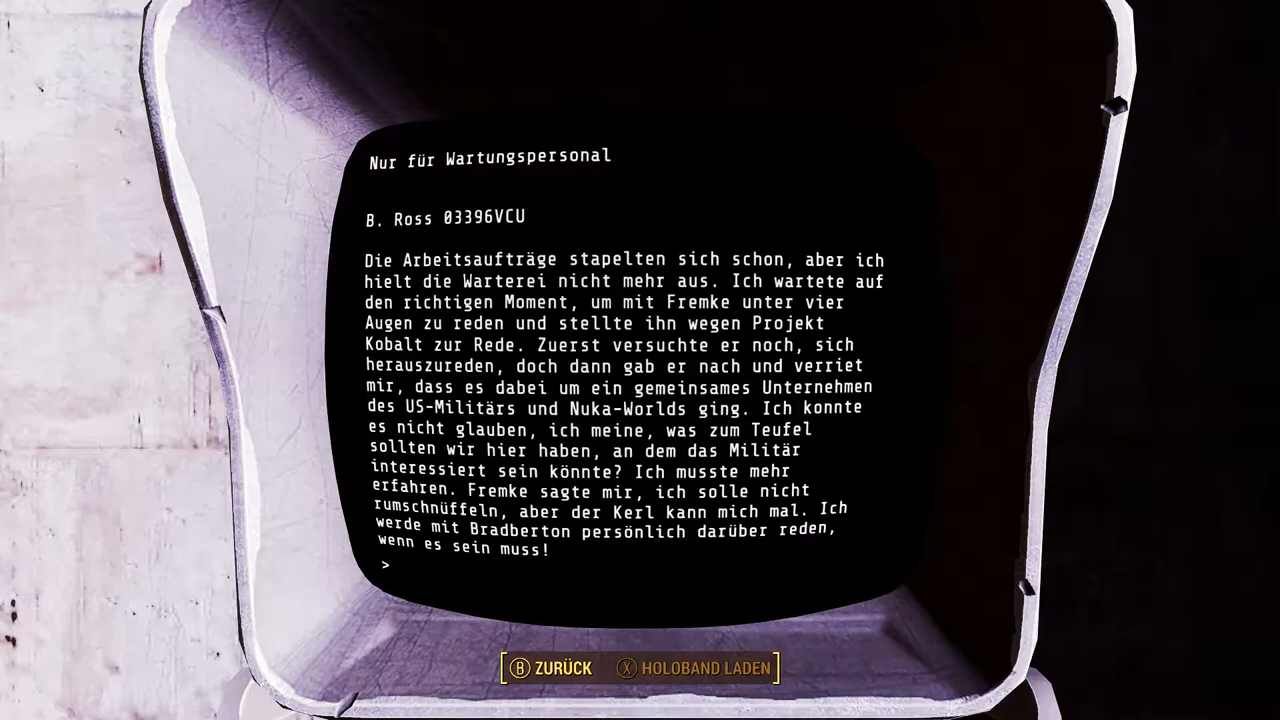 Nur für Wartungspersonal
B. Ross 03396VCU
Die Arbeitsaufträge stapelten sich schon, aber ich
hielt die Warterei nicht mehr aus. Ich wartete auf
den richtigen Moment, um mit Fremke unter vier
Augen zu reden und stellte ihn wegen Projekt
Kobalt zur Rede. Zuerst versuchte er noch, sich
herauszureden, doch dann gab er nach und verriet
mir, dass es dabei um ein gemeinsames Unternehmen
des US-Militärs und Nuka-Worlds ging. Ich konnte
es nicht glauben, ich meine, was zum Teufel
sollten wir hier haben, an dem das Militär
interessiert sein könnte? Ich musste mehr
erfahren. Fremke sagte mir, ich solle nicht
rumschnüffeln, aber der Kerl kann mich mal. Ich
werde mit Bradberton persönlich darüber reden,
wenn es sein muss!
>
B ZURÜCK X HOLOBAND LADEN